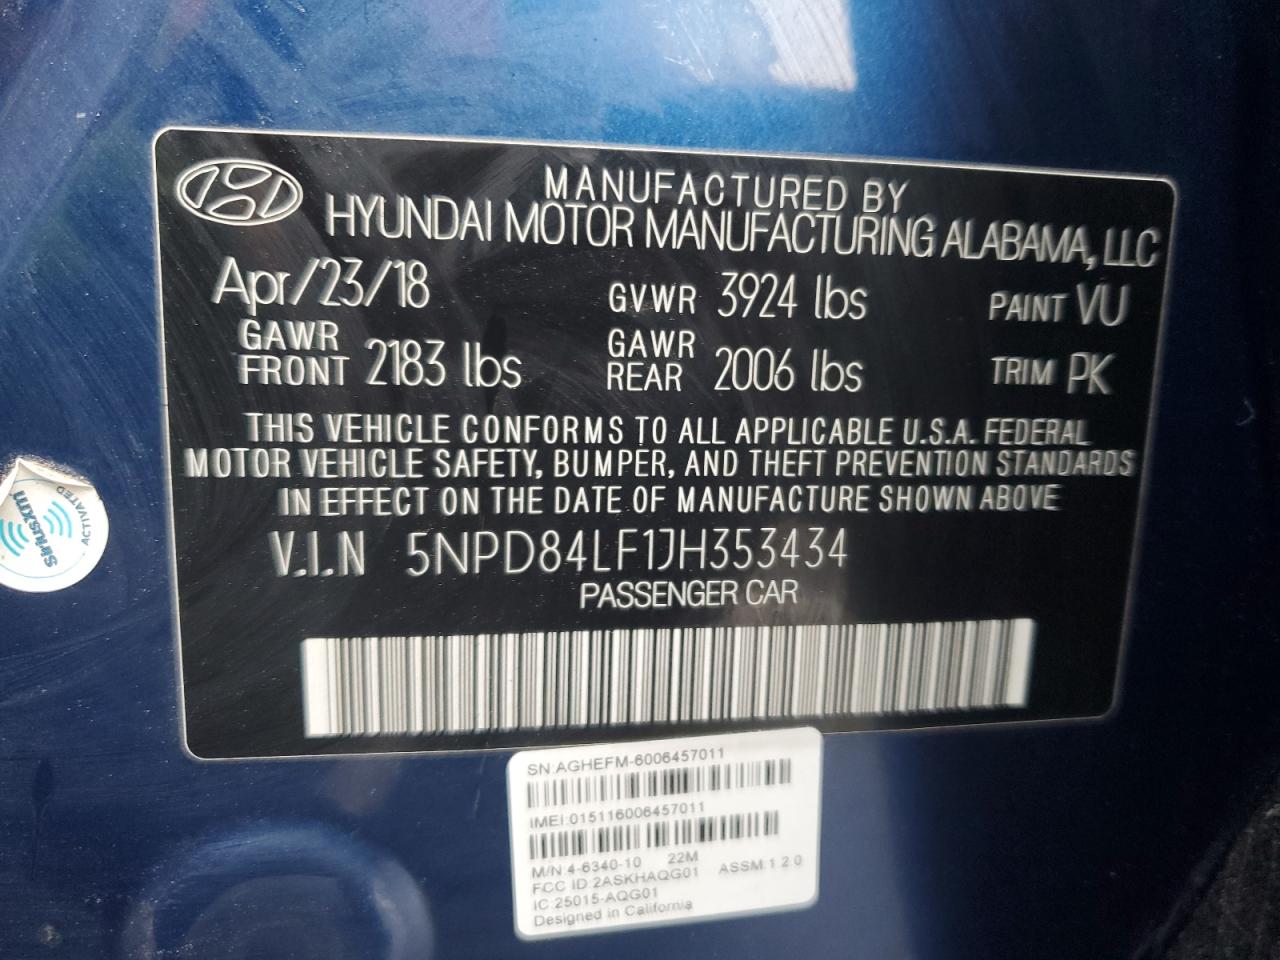 MANUFACTURED BY
HYUNDAI MOTOR MANUFACTURING ALABAMA, LLC
Apr/23/18 GVWR 3924 lbs PAINT VU
GAWR FRONT 2183 lbs GAWR REAR 2006 lbs TRIM PK
THIS VEHICLE CONFORMS TO ALL APPLICABLE U.S.A. FEDERAL
MOTOR VEHICLE SAFETY, BUMPER, AND THEFT PREVENTION STANDARDS
IN EFFECT ON THE DATE OF MANUFACTURE SHOWN ABOVE
V.I.N 5NPD84LF1JH353434
PASSENGER CAR
SiriusXM
ACTIVATED
SN:AGHEFM-6006457011
IMEI:015116006457011
M/N 4-6340-10 22M ASSM:1.2.0
FCC ID:2ASKHAQG01
IC:25015-AQG01
Designed in California